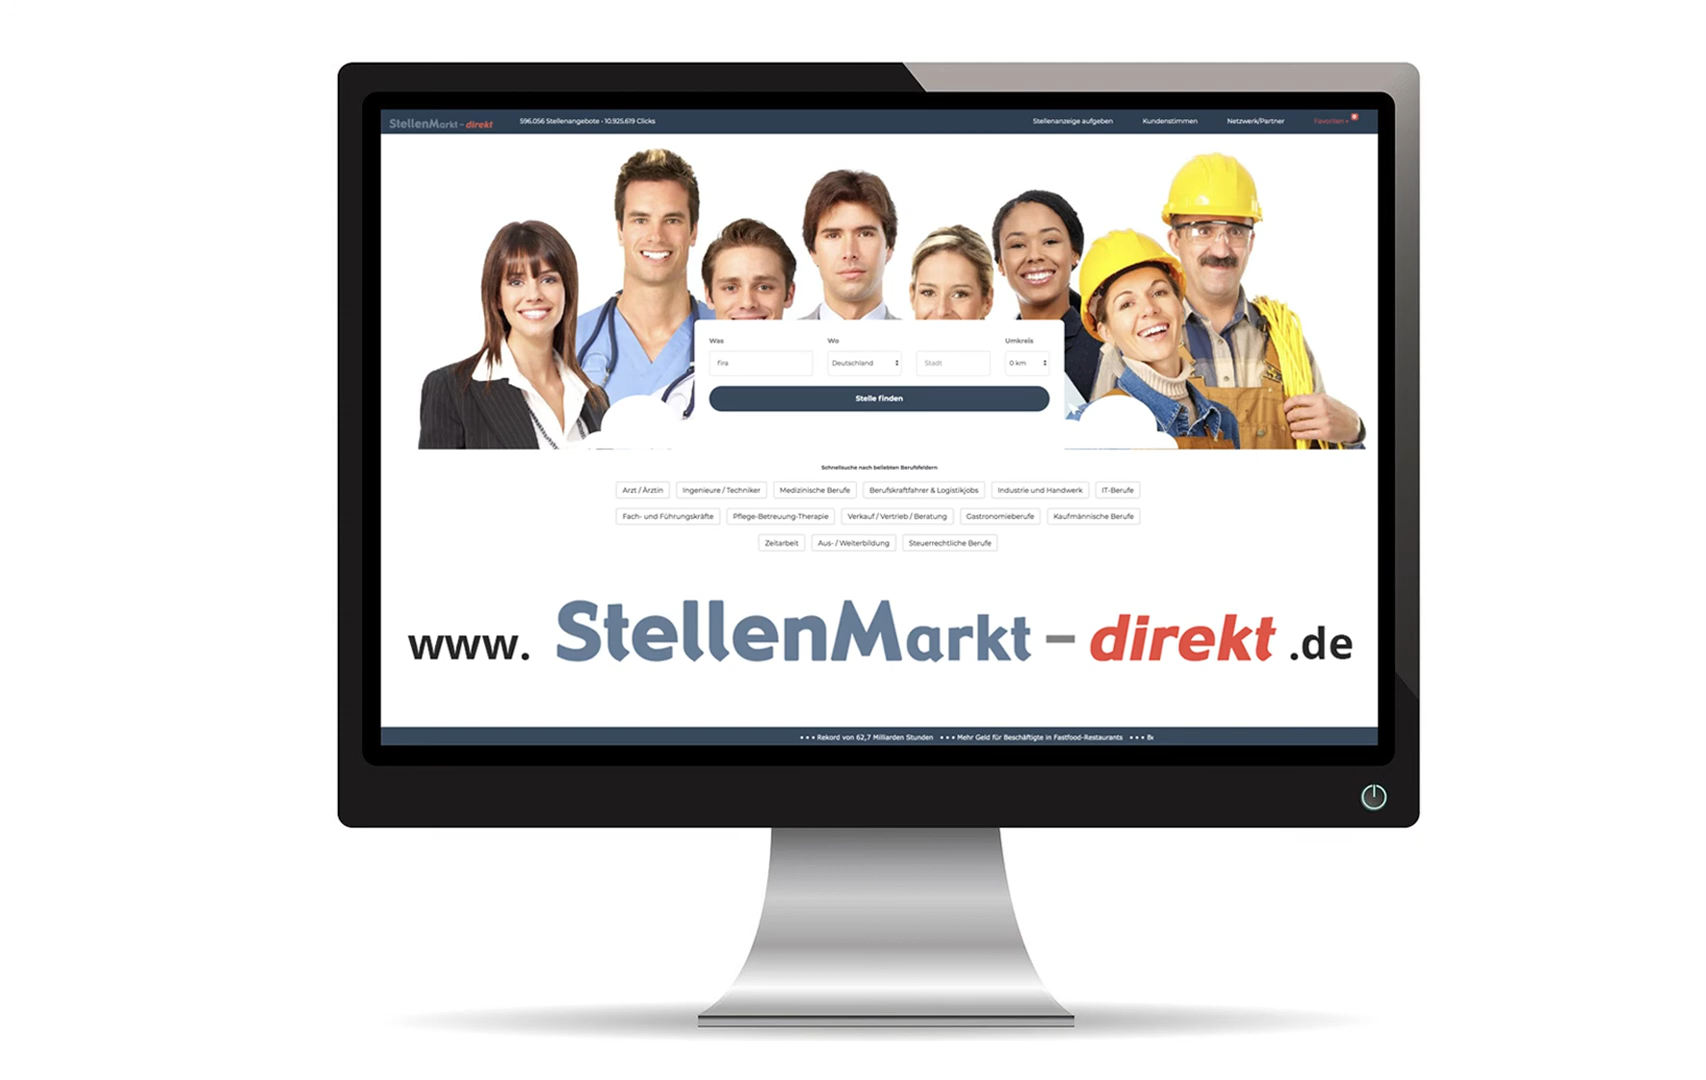 StellenMarkt-direkt 596.056 Stellenangebote - 10.925.619 Clicks Stellenanzeige aufgeben Kundenstimmen Netzwerk/Partner Favoriten
Was Wo Umkreis
fira Deutschland Stadt 0 km
Stelle finden
Schnellsuche nach beliebten Berufsfeldern
Arzt / Ärztin Ingenieure / Techniker Medizinische Berufe Berufskraftfahrer & Logistikjobs Industrie und Handwerk IT-Berufe
Fach- und Führungskräfte Pflege-Betreuung-Therapie Verkauf / Vertrieb / Beratung Gastronomieberufe Kaufmännische Berufe
Zeitarbeit Aus- / Weiterbildung Steuerrechtliche Berufe
www. StellenMarkt-direkt .de
• • • Rekord von 62,7 Milliarden Stunden • • • Mehr Geld für Beschäftigte in Fastfood-Restaurants • • •